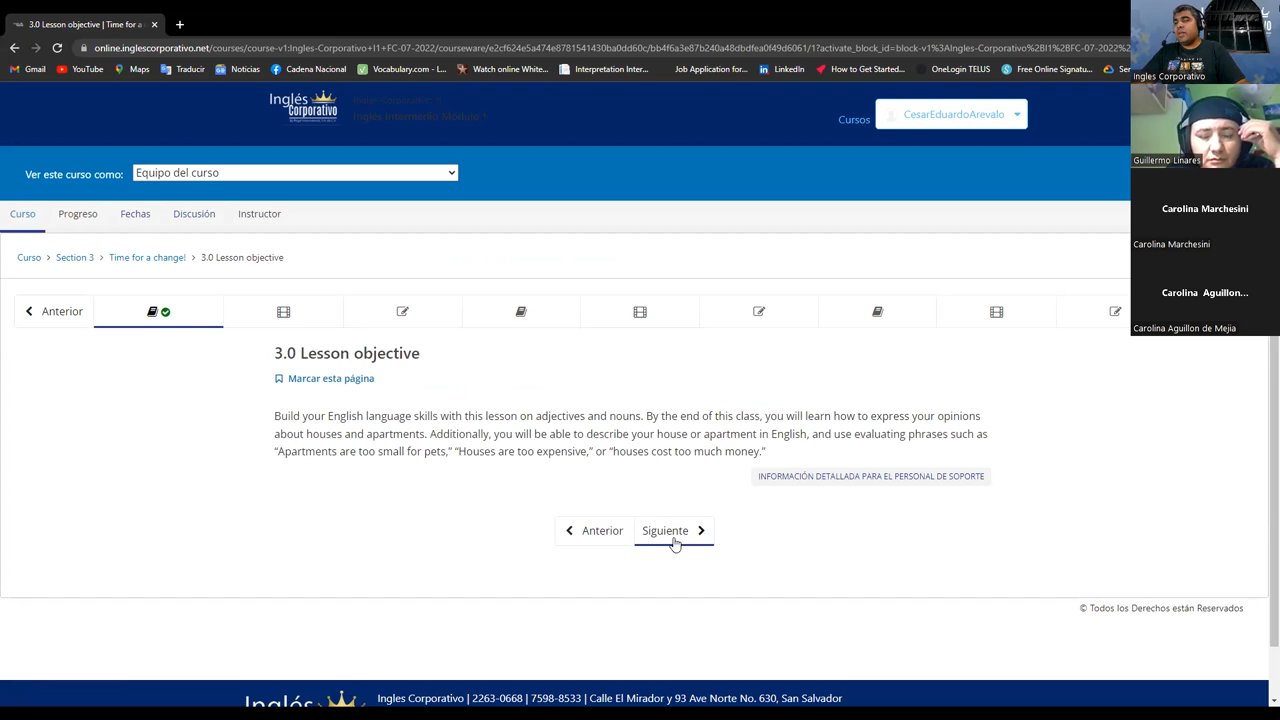 3.0 Lesson objective | Time for a
online.inglescorporativo.net/courses/course-v1:Ingles-Corporativo+I1+FC-07-2022/courseware/e2cf624e5a474e8781541430ba0dd60c/bb4f6a3e87b240a48dbdfea0f49d6061/1?activate_block_id=block-v1%3AIngles-Corporativo%2BI1%2BFC-07-2022%
Gmail YouTube Maps Traducir Noticias Cadena Nacional Vocabulary.com - L... Watch online White... Interpretation Inter... Job Application for... LinkedIn How to Get Started... OneLogin TELUS Free Online Signatu... Se
Ingles Corporativo
Inglés Corporativo
Inglés Intermedio Módulo 1
Cursos CesarEduardoArevalo
Guillermo Linares
Ver este curso como: Equipo del curso
Carolina Marchesini
Carolina Marchesini
Curso Progreso Fechas Discusión Instructor
Curso > Section 3 > Time for a change! > 3.0 Lesson objective
Carolina Aguillon...
Carolina Aguillon de Mejia
Anterior
3.0 Lesson objective
Marcar esta página
Build your English language skills with this lesson on adjectives and nouns. By the end of this class, you will learn how to express your opinions
about houses and apartments. Additionally, you will be able to describe your house or apartment in English, and use evaluating phrases such as
“Apartments are too small for pets,” “Houses are too expensive,” or “houses cost too much money.”
INFORMACIÓN DETALLADA PARA EL PERSONAL DE SOPORTE
Anterior Siguiente
© Todos los Derechos están Reservados
Inglés
Ingles Corporativo | 2263-0668 | 7598-8533 | Calle El Mirador y 93 Ave Norte No. 630, San Salvador